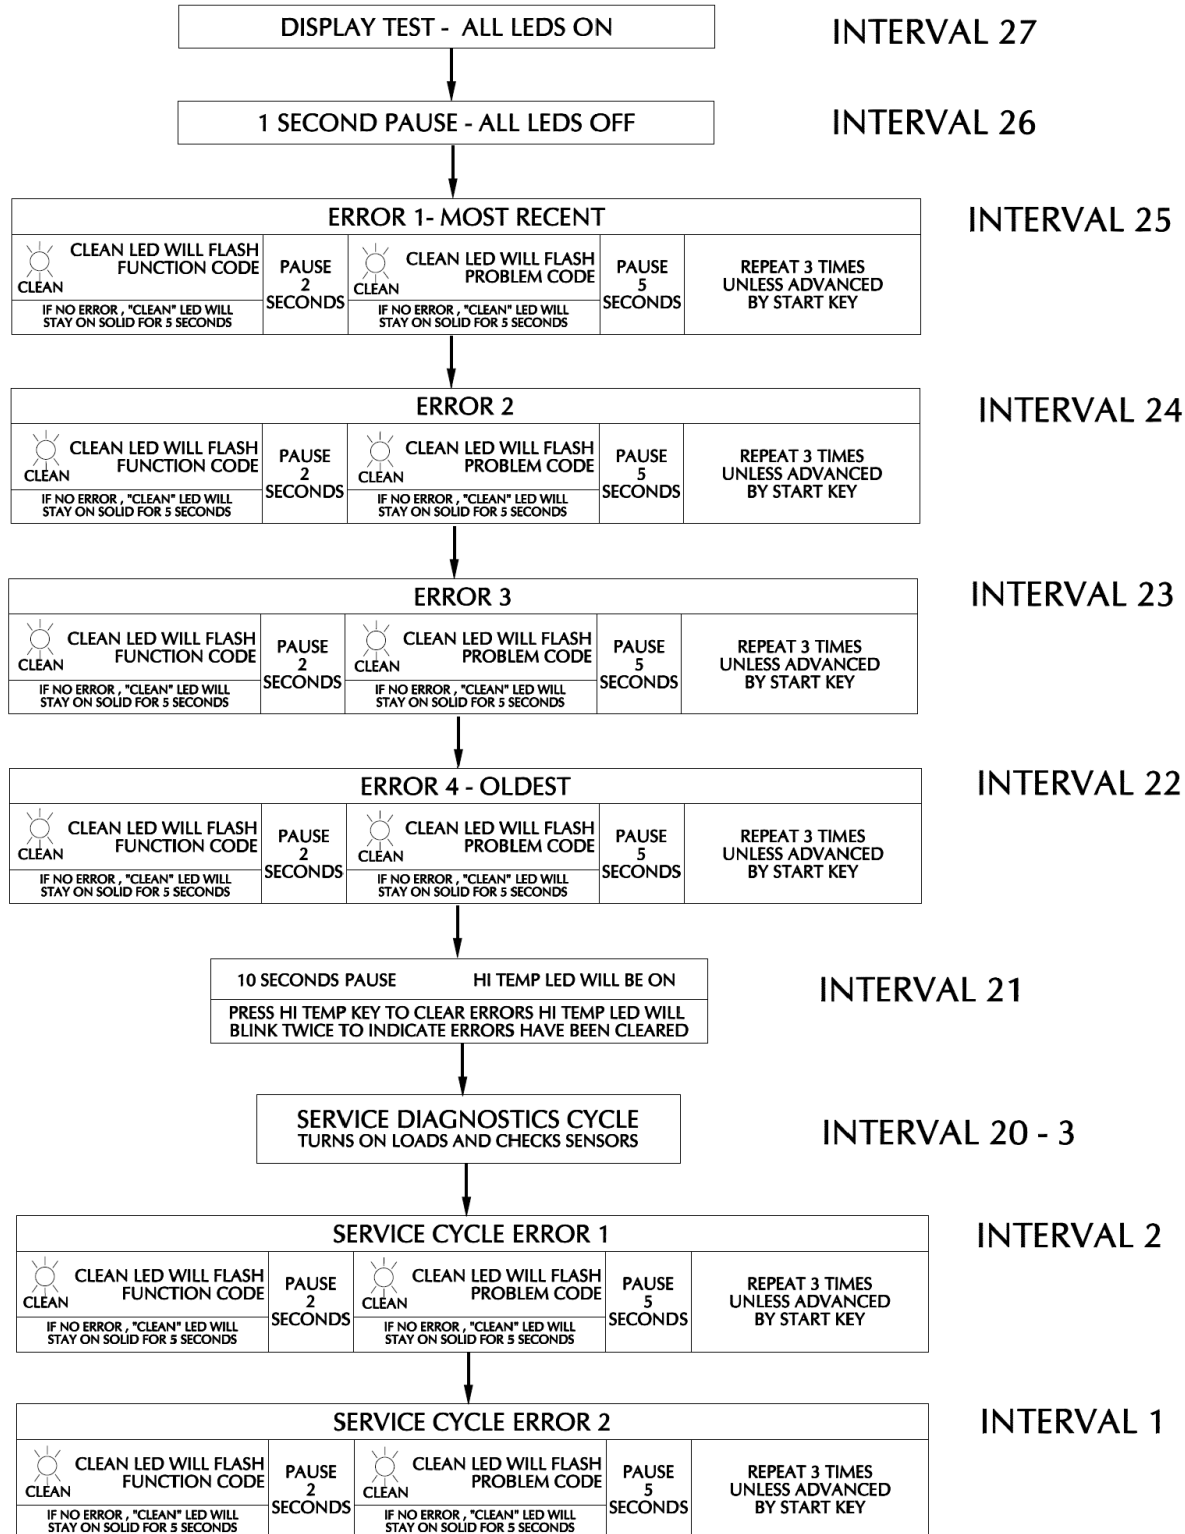 DISPLAY TEST - ALL LEDS ON
INTERVAL 27
1 SECOND PAUSE - ALL LEDS OFF
INTERVAL 26
ERROR 1- MOST RECENT
INTERVAL 25
CLEAN
CLEAN LED WILL FLASH
FUNCTION CODE
IF NO ERROR , "CLEAN" LED WILL
STAY ON SOLID FOR 5 SECONDS
PAUSE
2
SECONDS
CLEAN
CLEAN LED WILL FLASH
PROBLEM CODE
IF NO ERROR , "CLEAN" LED WILL
STAY ON SOLID FOR 5 SECONDS
PAUSE
5
SECONDS
REPEAT 3 TIMES
UNLESS ADVANCED
BY START KEY
ERROR 2
INTERVAL 24
CLEAN
CLEAN LED WILL FLASH
FUNCTION CODE
IF NO ERROR , "CLEAN" LED WILL
STAY ON SOLID FOR 5 SECONDS
PAUSE
2
SECONDS
CLEAN
CLEAN LED WILL FLASH
PROBLEM CODE
IF NO ERROR , "CLEAN" LED WILL
STAY ON SOLID FOR 5 SECONDS
PAUSE
5
SECONDS
REPEAT 3 TIMES
UNLESS ADVANCED
BY START KEY
ERROR 3
INTERVAL 23
CLEAN
CLEAN LED WILL FLASH
FUNCTION CODE
IF NO ERROR , "CLEAN" LED WILL
STAY ON SOLID FOR 5 SECONDS
PAUSE
2
SECONDS
CLEAN
CLEAN LED WILL FLASH
PROBLEM CODE
IF NO ERROR , "CLEAN" LED WILL
STAY ON SOLID FOR 5 SECONDS
PAUSE
5
SECONDS
REPEAT 3 TIMES
UNLESS ADVANCED
BY START KEY
ERROR 4 - OLDEST
INTERVAL 22
CLEAN
CLEAN LED WILL FLASH
FUNCTION CODE
IF NO ERROR , "CLEAN" LED WILL
STAY ON SOLID FOR 5 SECONDS
PAUSE
2
SECONDS
CLEAN
CLEAN LED WILL FLASH
PROBLEM CODE
IF NO ERROR , "CLEAN" LED WILL
STAY ON SOLID FOR 5 SECONDS
PAUSE
5
SECONDS
REPEAT 3 TIMES
UNLESS ADVANCED
BY START KEY
10 SECONDS PAUSE HI TEMP LED WILL BE ON
INTERVAL 21
PRESS HI TEMP KEY TO CLEAR ERRORS HI TEMP LED WILL
BLINK TWICE TO INDICATE ERRORS HAVE BEEN CLEARED
SERVICE DIAGNOSTICS CYCLE
TURNS ON LOADS AND CHECKS SENSORS
INTERVAL 20 - 3
SERVICE CYCLE ERROR 1
INTERVAL 2
CLEAN
CLEAN LED WILL FLASH
FUNCTION CODE
IF NO ERROR , "CLEAN" LED WILL
STAY ON SOLID FOR 5 SECONDS
PAUSE
2
SECONDS
CLEAN
CLEAN LED WILL FLASH
PROBLEM CODE
IF NO ERROR , "CLEAN" LED WILL
STAY ON SOLID FOR 5 SECONDS
PAUSE
5
SECONDS
REPEAT 3 TIMES
UNLESS ADVANCED
BY START KEY
SERVICE CYCLE ERROR 2
INTERVAL 1
CLEAN
CLEAN LED WILL FLASH
FUNCTION CODE
IF NO ERROR , "CLEAN" LED WILL
STAY ON SOLID FOR 5 SECONDS
PAUSE
2
SECONDS
CLEAN
CLEAN LED WILL FLASH
PROBLEM CODE
IF NO ERROR , "CLEAN" LED WILL
STAY ON SOLID FOR 5 SECONDS
PAUSE
5
SECONDS
REPEAT 3 TIMES
UNLESS ADVANCED
BY START KEY